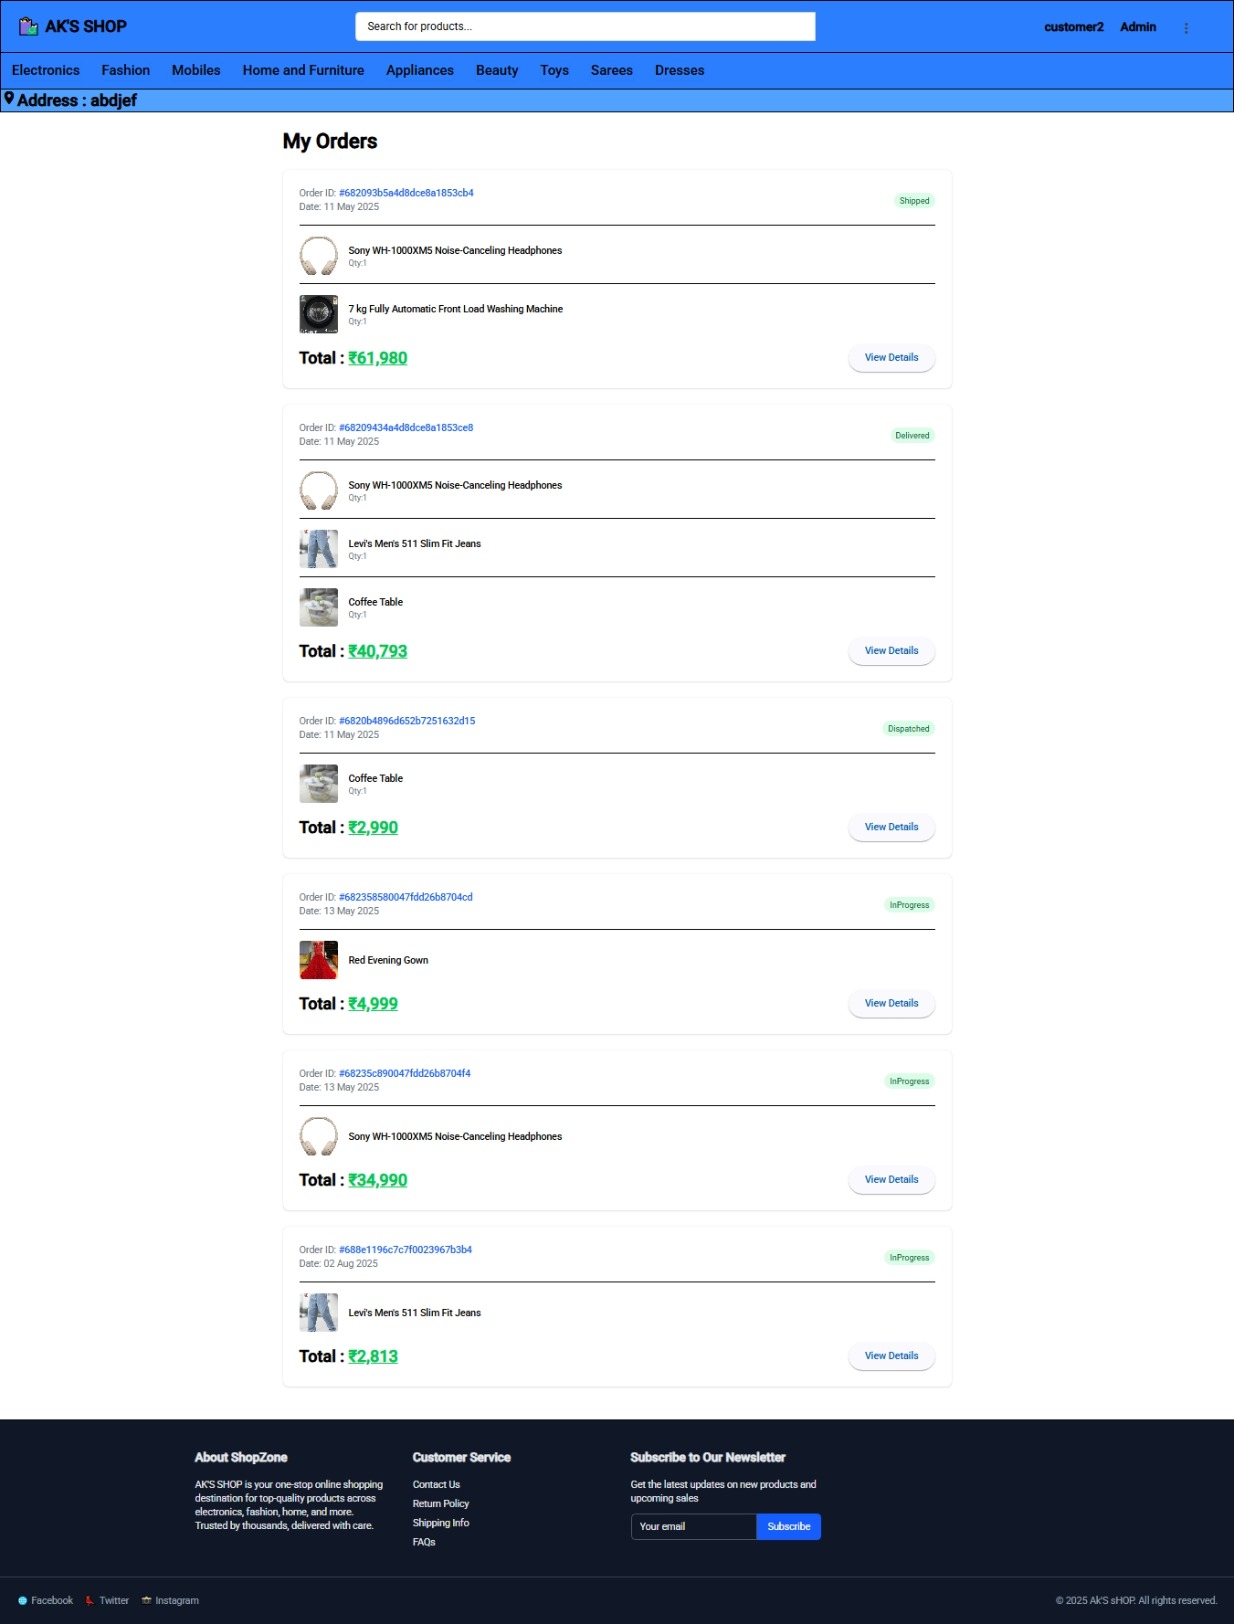 AK'S SHOP
Search for products...
customer2 Admin
Electronics Fashion Mobiles Home and Furniture Appliances Beauty Toys Sarees Dresses
Address : abdjef
My Orders
Order ID: #682093b5a4d8dce8a1853cb4
Date: 11 May 2025
Shipped
Sony WH-1000XM5 Noise-Canceling Headphones
Qty:1
7 kg Fully Automatic Front Load Washing Machine
Qty:1
Total : ₹61,980
View Details
Order ID: #68209434a4d8dce8a1853ce8
Date: 11 May 2025
Delivered
Sony WH-1000XM5 Noise-Canceling Headphones
Qty:1
Levi's Men's 511 Slim Fit Jeans
Qty:1
Coffee Table
Qty:1
Total : ₹40,793
View Details
Order ID: #6820b4896d652b7251632d15
Date: 11 May 2025
Dispatched
Coffee Table
Qty:1
Total : ₹2,990
View Details
Order ID: #682358580047fdd26b8704cd
Date: 13 May 2025
InProgress
Red Evening Gown
Total : ₹4,999
View Details
Order ID: #68235c890047fdd26b8704f4
Date: 13 May 2025
InProgress
Sony WH-1000XM5 Noise-Canceling Headphones
Total : ₹34,990
View Details
Order ID: #688e1196c7c7f0023967b3b4
Date: 02 Aug 2025
InProgress
Levi's Men's 511 Slim Fit Jeans
Total : ₹2,813
View Details
About ShopZone
AK'S SHOP is your one-stop online shopping
destination for top-quality products across
electronics, fashion, home, and more.
Trusted by thousands, delivered with care.
Customer Service
Contact Us
Return Policy
Shipping Info
FAQs
Subscribe to Our Newsletter
Get the latest updates on new products and
upcoming sales
Your email
Subscribe
Facebook Twitter Instagram
© 2025 Ak'S sHOP. All rights reserved.